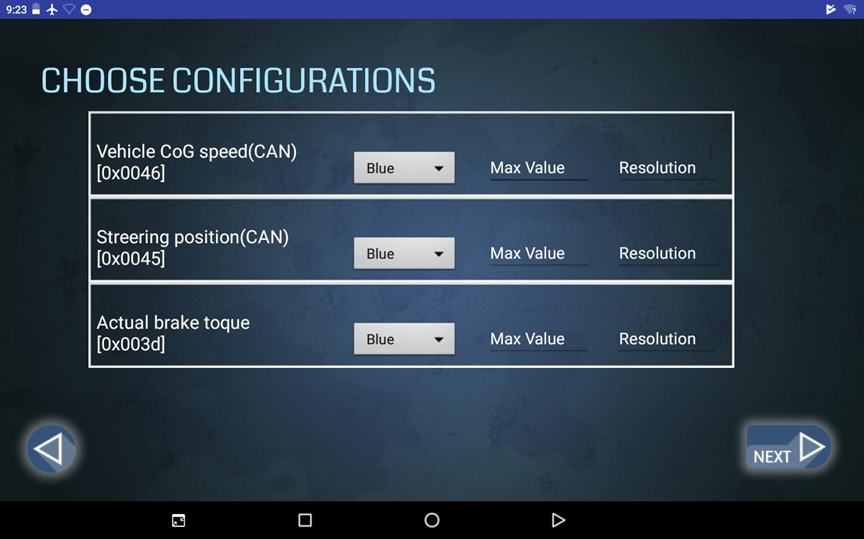 9:23
CHOOSE CONFIGURATIONS
Vehicle CoG speed(CAN)
[0x0046]
Blue
Max Value
Resolution
Streering position(CAN)
[0x0045]
Blue
Max Value
Resolution
Actual brake toque
[0x003d]
Blue
Max Value
Resolution
NEXT